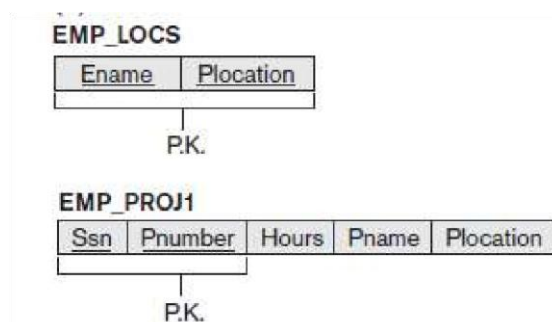 EMP_LOCS
Ename Plocation
P.K.
EMP_PROJ1
Ssn Pnumber Hours Pname Plocation
P.K.